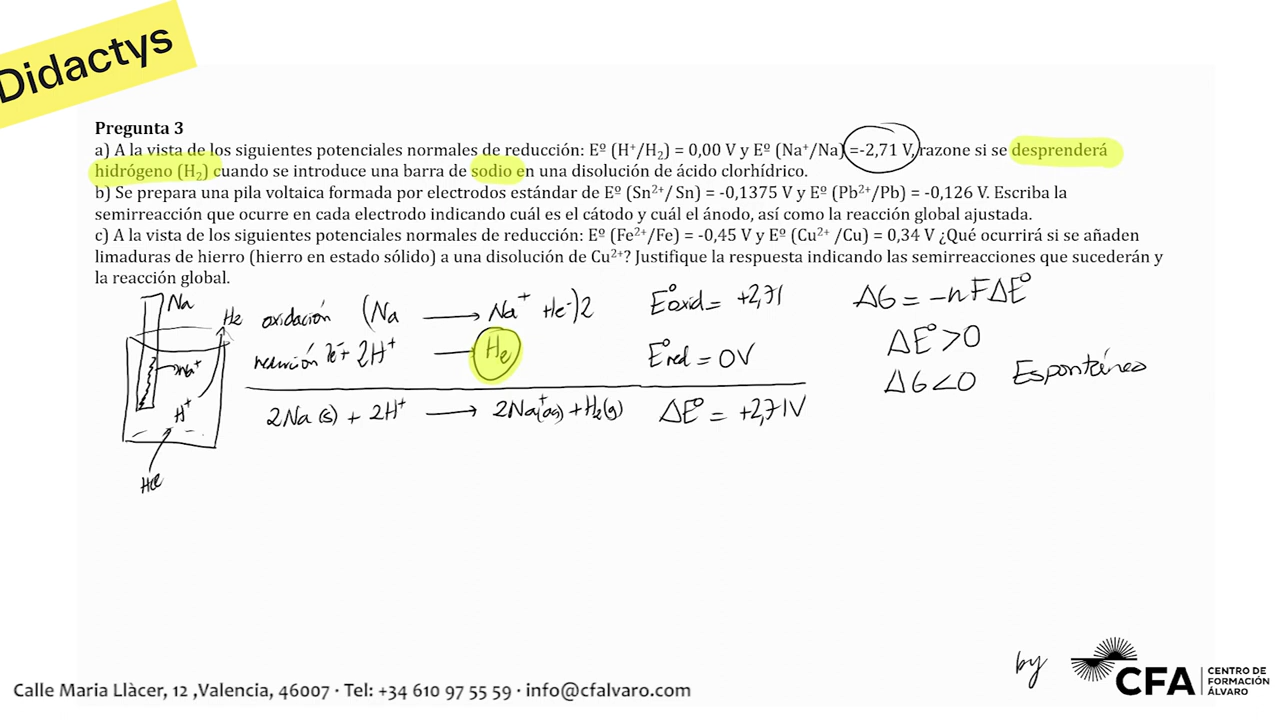 Didactys
Pregunta 3
a) A la vista de los siguientes potenciales normales de reducción: Eº (H⁺/H₂) = 0,00 V y Eº (Na⁺/Na) =-2,71 V, razone si se desprenderá
hidrógeno (H₂) cuando se introduce una barra de sodio en una disolución de ácido clorhídrico.
b) Se prepara una pila voltaica formada por electrodos estándar de Eº (Sn²⁺/ Sn) = -0,1375 V y Eº (Pb²⁺/Pb) = -0,126 V. Escriba la
semirreacción que ocurre en cada electrodo indicando cuál es el cátodo y cuál el ánodo, así como la reacción global ajustada.
c) A la vista de los siguientes potenciales normales de reducción: Eº (Fe²⁺/Fe) = -0,45 V y Eº (Cu²⁺ /Cu) = 0,34 V ¿Qué ocurrirá si se añaden
limaduras de hierro (hierro en estado sólido) a una disolución de Cu²⁺? Justifique la respuesta indicando las semirreacciones que sucederán y
la reacción global.
Na
H₂
oxidación (Na → Na⁺ + 1e⁻)2 E°oxid = +2,71 ΔG = -nFΔE°
reducción 2e⁻ + 2H⁺ → H₂ E°red = 0V ΔE° > 0
Na⁺
ΔG < 0 Espontáneo
H⁺
2Na (s) + 2H⁺ → 2Na⁺(aq) + H₂(g) ΔE° = +2,71V
HCl
by
CFA
CENTRO DE
FORMACIÓN
ÁLVARO
Calle Maria Llàcer, 12 ,Valencia, 46007 · Tel: +34 610 97 55 59 · info@cfalvaro.com